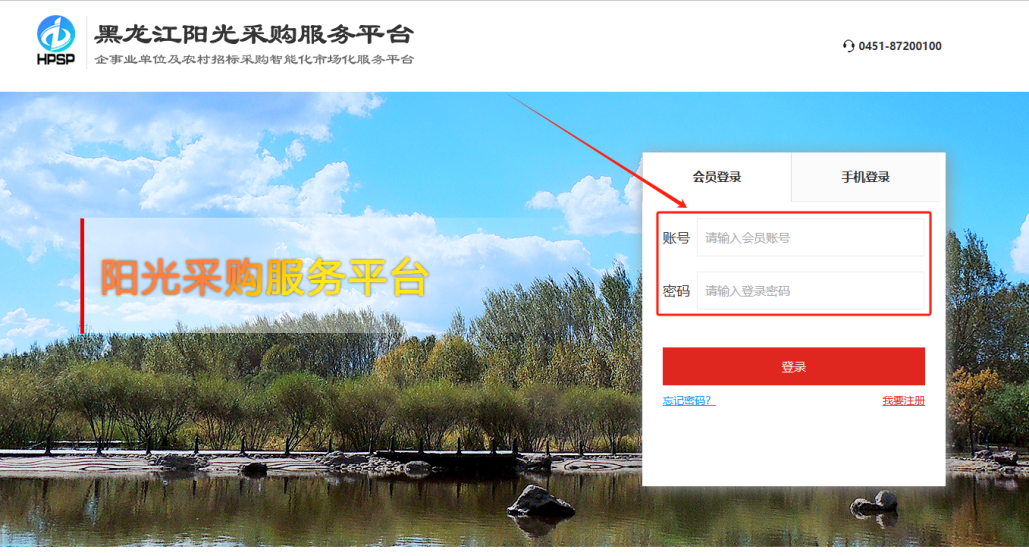 黑龙江阳光采购服务平台
HPSP
企事业单位及农村招标采购智能化市场化服务平台
0451-87200100
会员登录
手机登录
账号
请输入会员账号
阳光采购服务平台
密码
请输入登录密码
登录
忘记密码?
我要注册